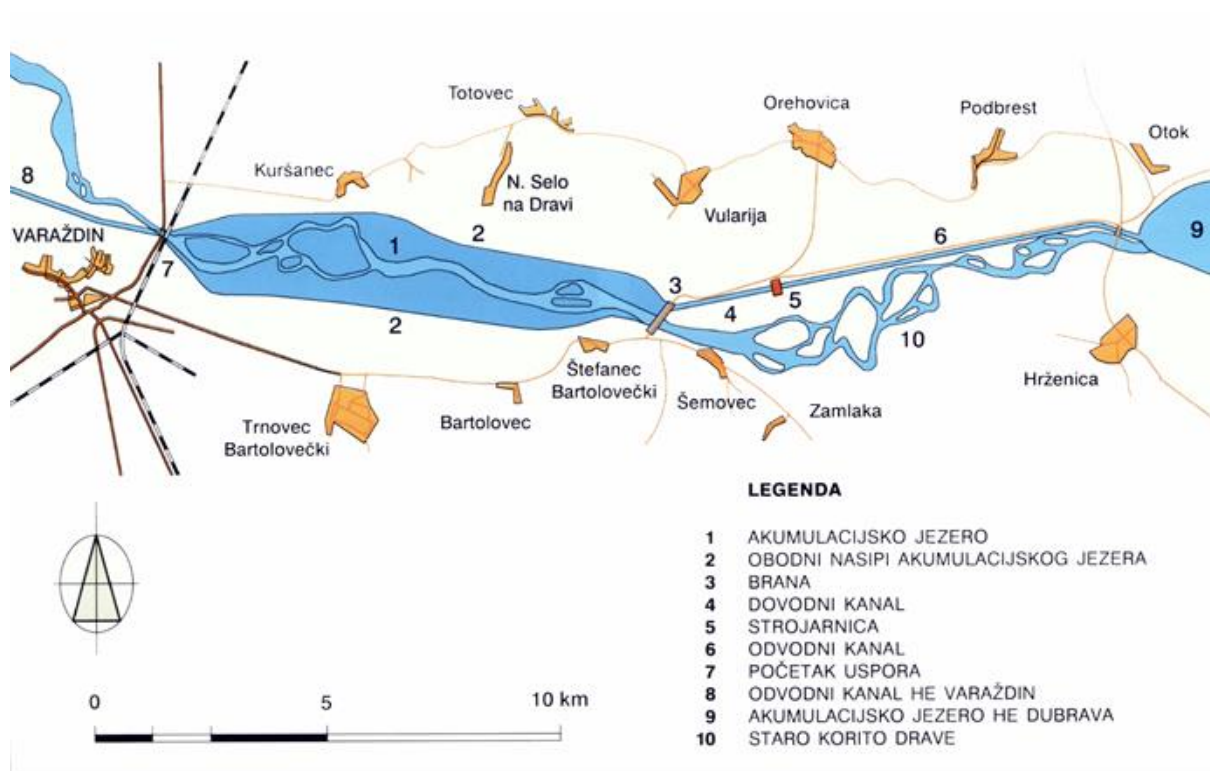 Totovec
Orehovica
Podbrest
Otok
Kuršanec
8
N. Selo
na Dravi
Vularija
9
VARAŽDIN
1
2
6
7
3
5
4
2
10
Štefanec
Bartolovečki
Šemovec
Hrženica
Zamlaka
Bartolovec
Trnovec
Bartolovečki
LEGENDA
1 AKUMULACIJSKO JEZERO
2 OBODNI NASIPI AKUMULACIJSKOG JEZERA
3 BRANA
4 DOVODNI KANAL
5 STROJARNICA
6 ODVODNI KANAL
7 POČETAK USPORA
8 ODVODNI KANAL HE VARAŽDIN
9 AKUMULACIJSKO JEZERO HE DUBRAVA
10 STARO KORITO DRAVE
0 5 10 km